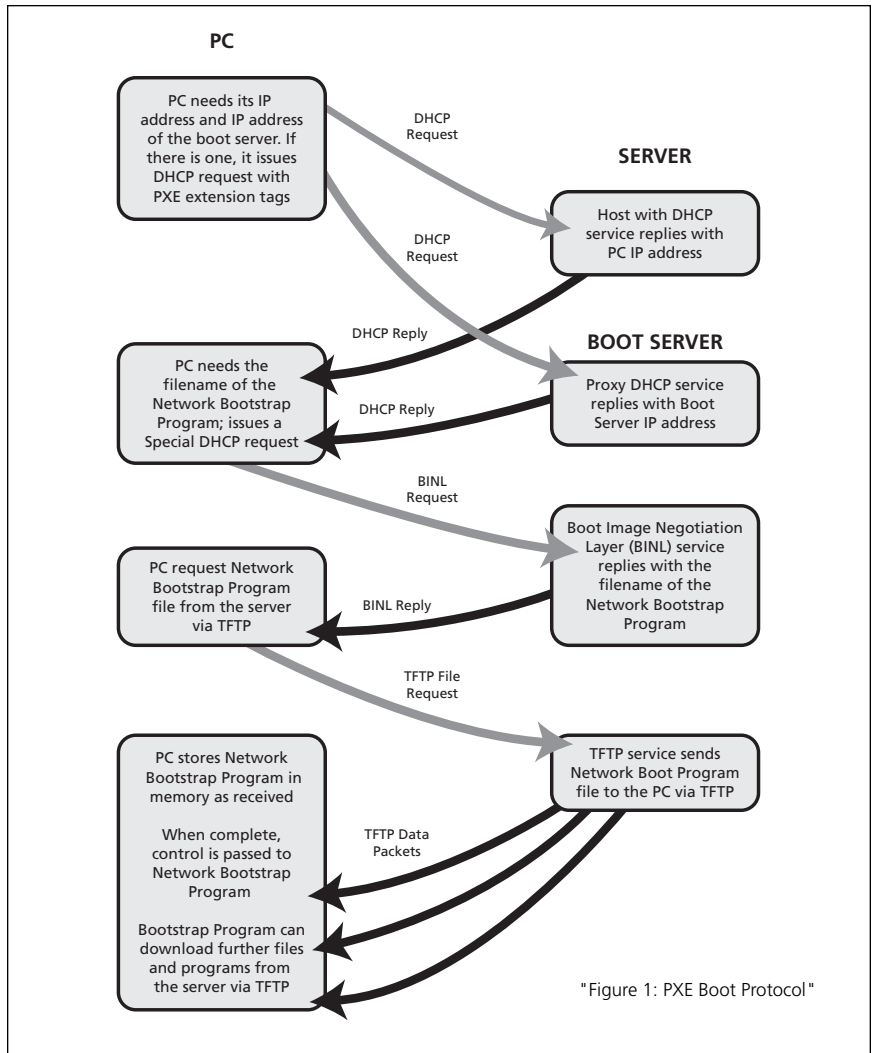 PC
PC needs its IP
address and IP address
of the boot server. If
there is one, it issues
DHCP request with
PXE extension tags
DHCP
Request
SERVER
Host with DHCP
service replies with
PC IP address
DHCP
Request
DHCP Reply
BOOT SERVER
PC needs the
filename of the
Network Bootstrap
Program; issues a
Special DHCP request
DHCP Reply
Proxy DHCP service
replies with Boot
Server IP address
BINL
Request
Boot Image Negotiation
Layer (BINL) service
replies with the
filename of the
Network Bootstrap
Program
PC request Network
Bootstrap Program
file from the server
via TFTP
BINL Reply
TFTP File
Request
TFTP service sends
Network Boot Program
file to the PC via TFTP
PC stores Network
Bootstrap Program in
memory as received
When complete,
control is passed to
Network Bootstrap
Program
Bootstrap Program can
download further files
and programs from
the server via TFTP
TFTP Data
Packets
"Figure 1: PXE Boot Protocol"